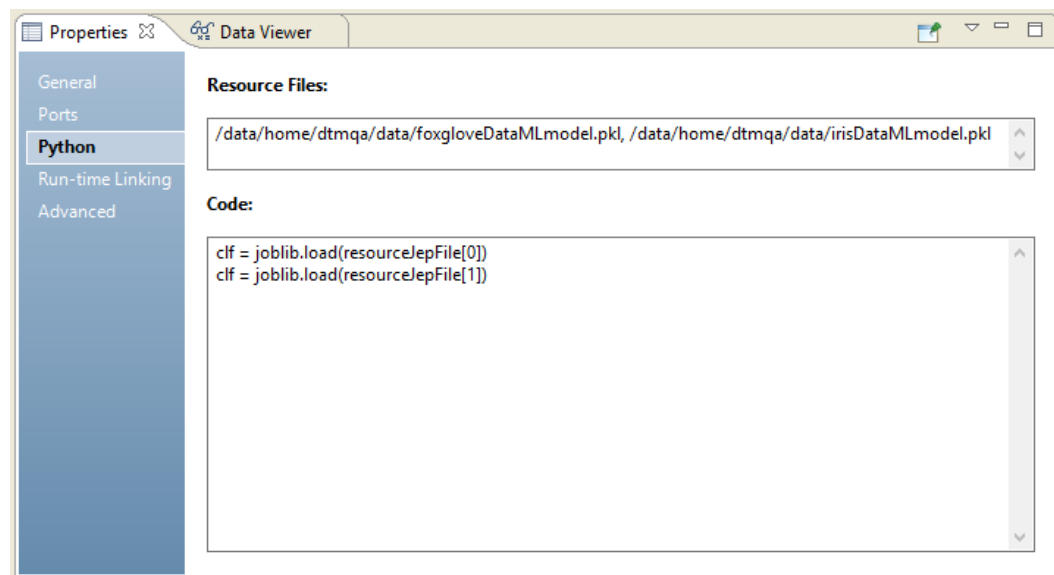 Properties Data Viewer
General
Ports
Python
Run-time Linking
Advanced
Resource Files:
/data/home/dtmqa/data/foxgloveDataMLmodel.pkl, /data/home/dtmqa/data/irisDataMLmodel.pkl
Code:
clf = joblib.load(resourceJepFile[0])
clf = joblib.load(resourceJepFile[1])